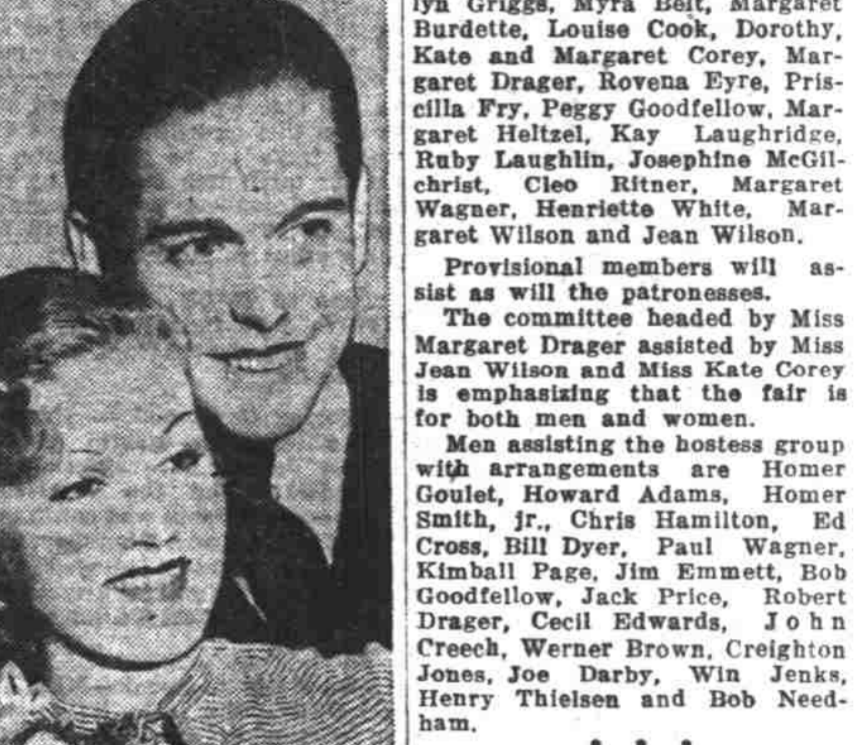 lyn Griggs, Myra Belt, Margaret
Burdette, Louise Cook, Dorothy,
Kate and Margaret Corey, Mar-
garet Drager, Rovena Eyre, Pris-
cilla Fry, Peggy Goodfellow, Mar-
garet Heltzel, Kay Laughridge,
Ruby Laughlin, Josephine McGil-
christ, Cleo Ritner, Margaret
Wagner, Henriette White, Mar-
garet Wilson and Jean Wilson.
Provisional members will as-
sist as will the patronesses.
The committee headed by Miss
Margaret Drager assisted by Miss
Jean Wilson and Miss Kate Corey
is emphasizing that the fair is
for both men and women.
Men assisting the hostess group
with arrangements are Homer
Goulet, Howard Adams, Homer
Smith, jr., Chris Hamilton, Ed
Cross, Bill Dyer, Paul Wagner,
Kimball Page, Jim Emmett, Bob
Goodfellow, Jack Price, Robert
Drager, Cecil Edwards, John
Creech, Werner Brown, Creighton
Jones, Joe Darby, Win Jenks,
Henry Thielsen and Bob Need-
ham.